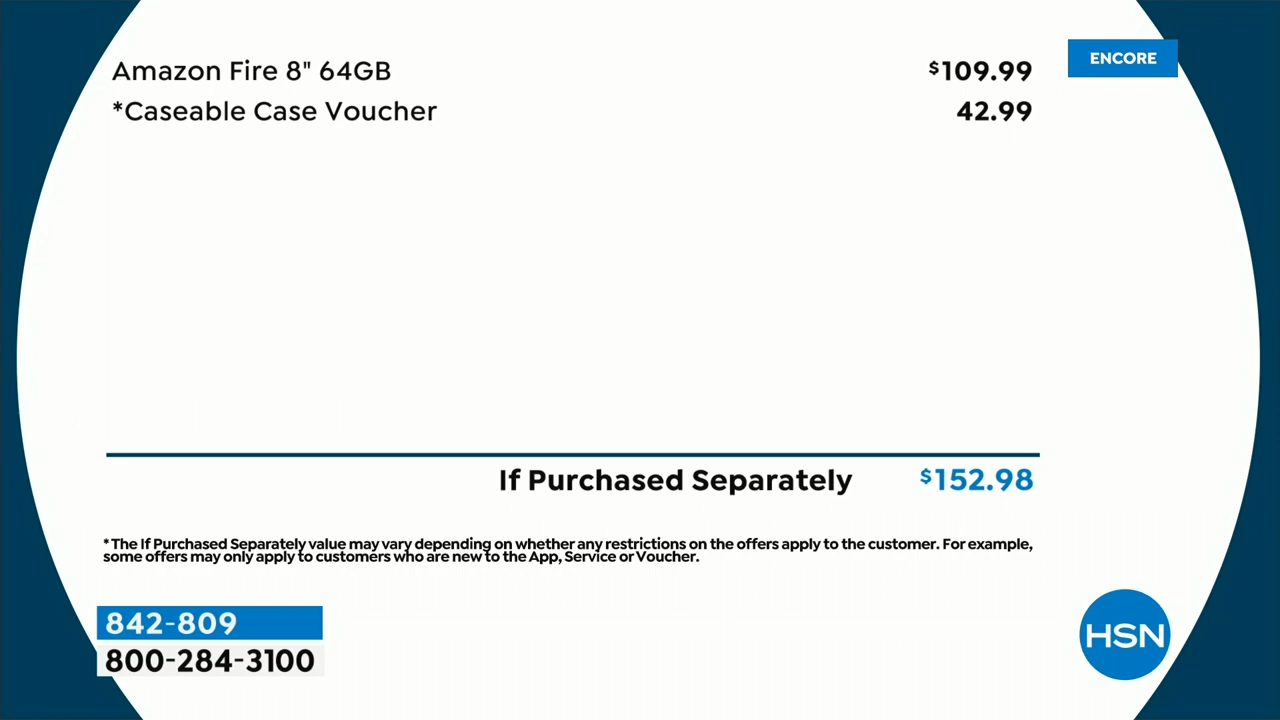 Amazon Fire 8" 64GB $109.99
ENCORE
*Caseable Case Voucher 42.99
If Purchased Separately $152.98
*The If Purchased Separately value may vary depending on whether any restrictions on the offers apply to the customer. For example,
some offers may only apply to customers who are new to the App, Service or Voucher.
842-809
800-284-3100
HSN